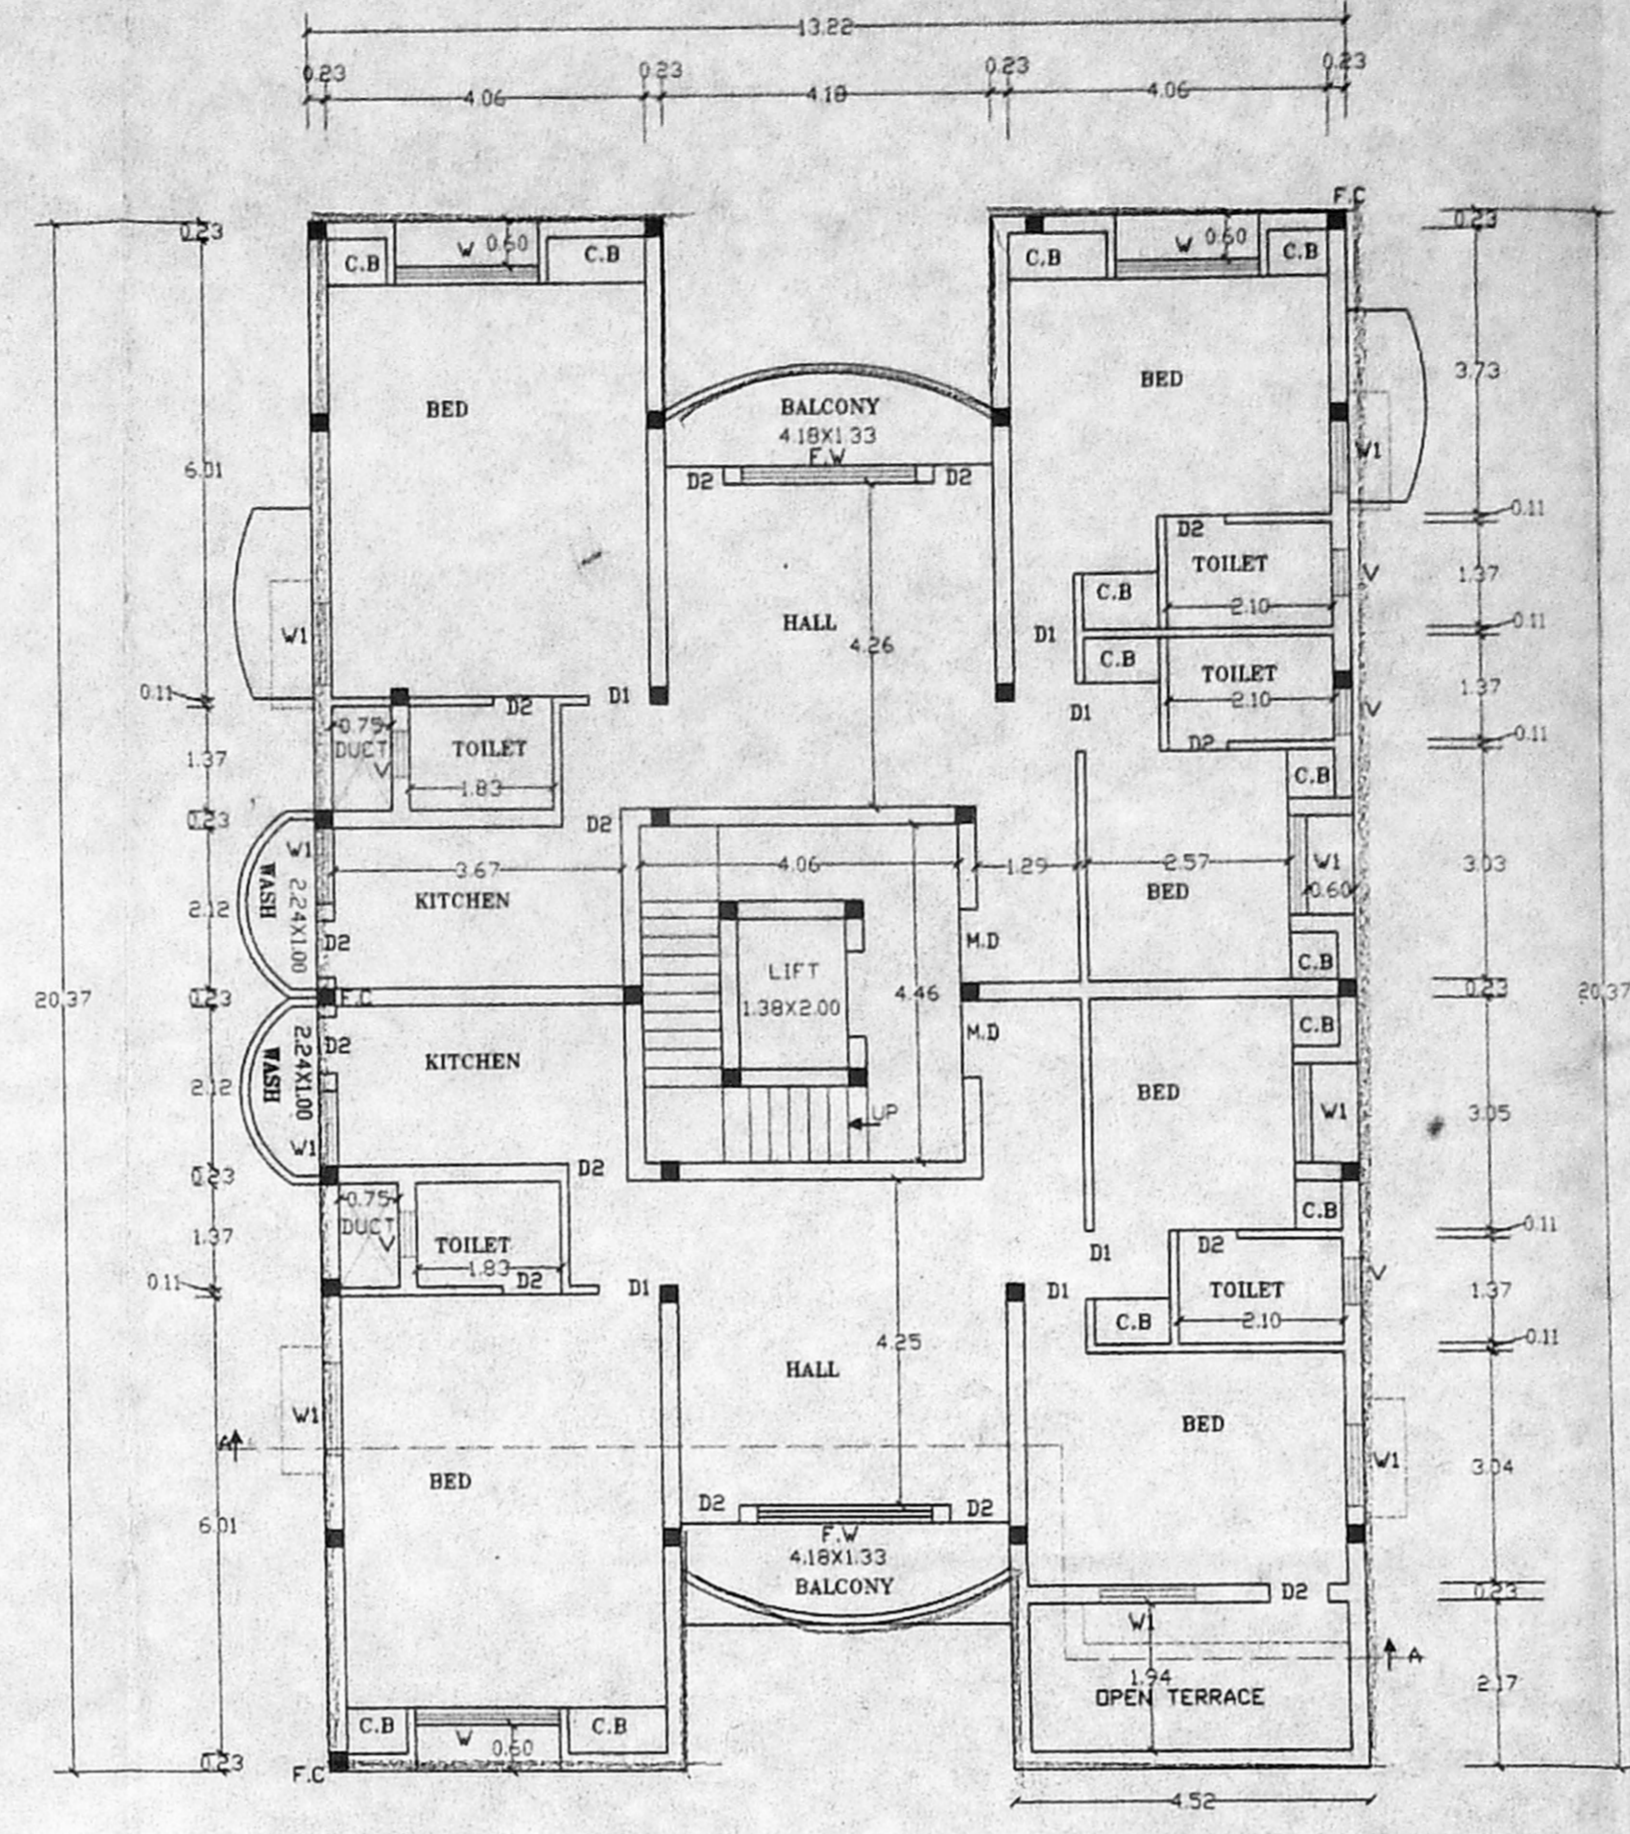 13.22
0.23 0.23 0.23 0.23
4.06 4.18 4.06
F.C
0.23 0.23
W 0.60 W 0.60
C.B C.B C.B C.B
3.73
BED
BED
BALCONY
4.18X1.33
F.W
W1
6.01
D2 D2
0.11
D2
TOILET
V
1.37
C.B
2.10
HALL
W1
D1
0.11
4.26
C.B
TOILET
1.37
0.11
D2
D1
2.10
V
D1
0.75
DUCT
V
TOILET
D2
0.11
1.37
1.83
C.B
0.23
D2
W1
3.67
4.06
1.29
2.57
W1
3.03
WASH
2.24X1.00
KITCHEN
BED
0.60
2.12
D2
M.D
LIFT
C.B
20.37
0.23
F.C
1.38X2.00
4.46
0.23
20.37
M.D
C.B
D2
WASH
2.24X1.00
KITCHEN
BED
2.12
UP
W1
3.05
W1
0.23
D2
0.75
DUCT
V
C.B
0.11
1.37
TOILET
D1
D2
1.83
D2
V
0.11
D1
D1
TOILET
1.37
C.B
2.10
4.25
0.11
HALL
W1
BED
A
W1
3.04
BED
D2 D2
6.01
F.W
4.18X1.33
BALCONY
D2
0.23
W1
A
1.94
2.17
OPEN TERRACE
C.B C.B
W
0.60
0.23
F.C
4.52